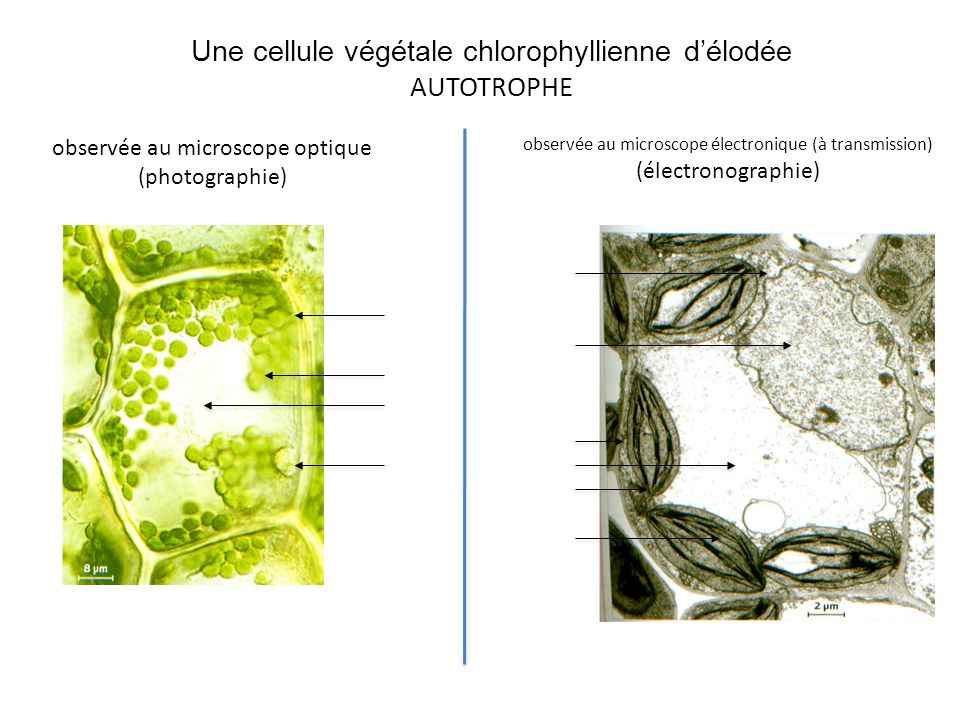 Une cellule végétale chlorophyllienne d’élodée
AUTOTROPHE
observée au microscope optique
(photographie)
observée au microscope électronique (à transmission)
(électronographie)
8 µm
2 µm